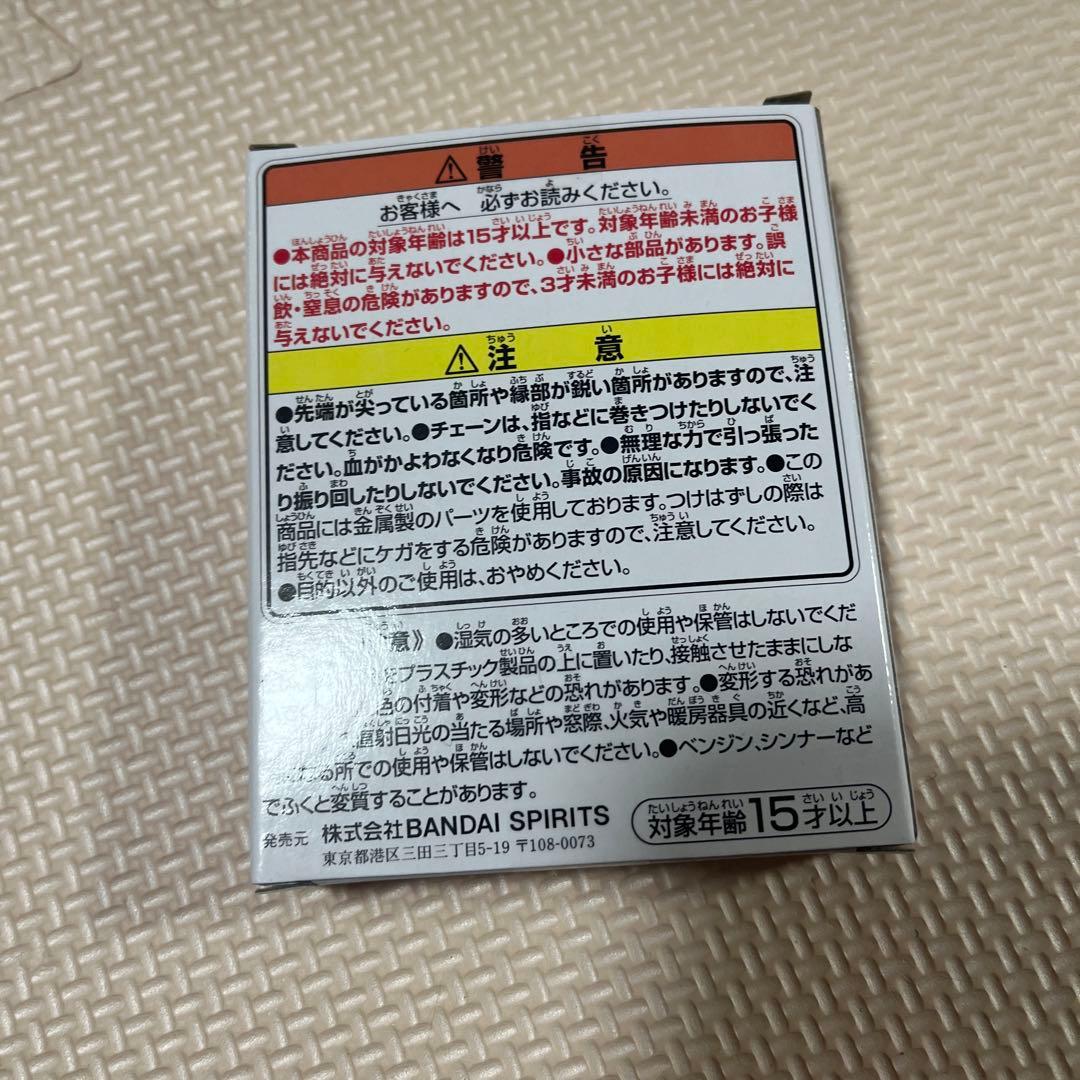 ⚠警告
お客様へ 必ずお読みください。
●本商品の対象年齢は15才以上です。対象年齢未満のお子様
には絶対に与えないでください。●小さな部品があります。誤
飲・窒息の危険がありますので、3才未満のお子様には絶対に
与えないでください。
⚠注意
●先端が尖っている箇所や縁部が鋭い箇所がありますので、注
意してください。●チェーンは、指などに巻きつけたりしないでく
ださい。血がかよわなくなり危険です。●無理な力で引っ張った
り振り回したりしないでください。事故の原因になります。●この
商品には金属製のパーツを使用しております。つけはずしの際は
指先などにケガをする危険がありますので、注意してください。
●目的以外のご使用は、おやめください。
意》●湿気の多いところでの使用や保管はしないでくだ
プラスチック製品の上に置いたり、接触させたままにしな
色の付着や変形などの恐れがあります。●変形する恐れがあ
直射日光の当たる場所や窓際、火気や暖房器具の近くなど、高
る所での使用や保管はしないでください。●ベンジン、シンナーなど
でふくと変質することがあります。
発売元 株式会社BANDAI SPIRITS
東京都港区三田三丁目5-19 〒108-0073
対象年齢15才以上